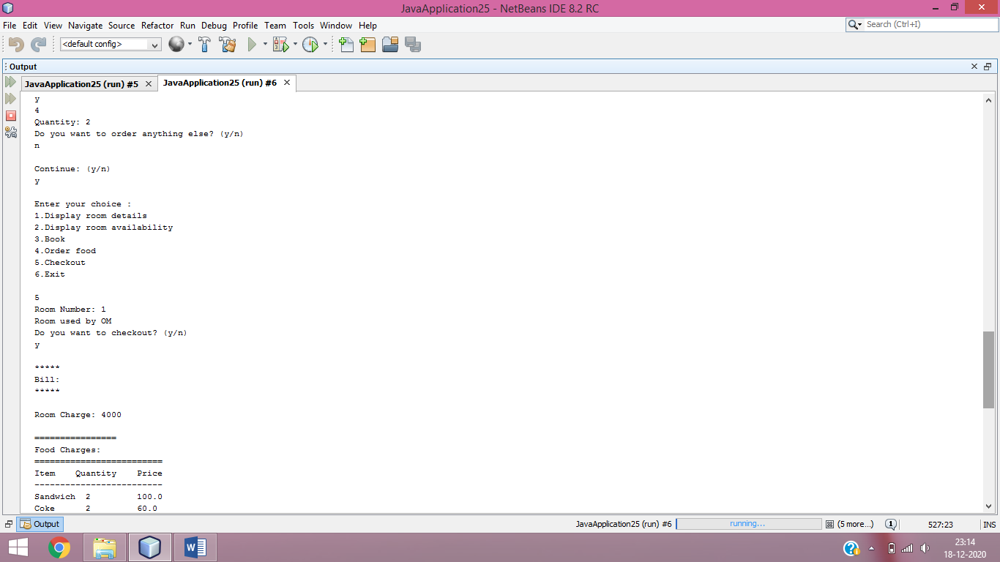 JavaApplication25 - NetBeans IDE 8.2 RC
File Edit View Navigate Source Refactor Run Debug Profile Team Tools Window Help
Search (Ctrl+I)
<default config>
Output
JavaApplication25 (run) #5
JavaApplication25 (run) #6
y
4
Quantity: 2
Do you want to order anything else? (y/n)
n
Continue: (y/n)
y
Enter your choice :
1.Display room details
2.Display room availability
3.Book
4.Order food
5.Checkout
6.Exit
5
Room Number: 1
Room used by OM
Do you want to checkout? (y/n)
y
*****
Bill:
*****
Room Charge: 4000
================
Food Charges:
=========================
Item    Quantity    Price
-------------------------
Sandwich  2         100.0
Coke      2         60.0
Output
JavaApplication25 (run) #6
running...
(5 more...)
1
527:23
INS
23:14
18-12-2020